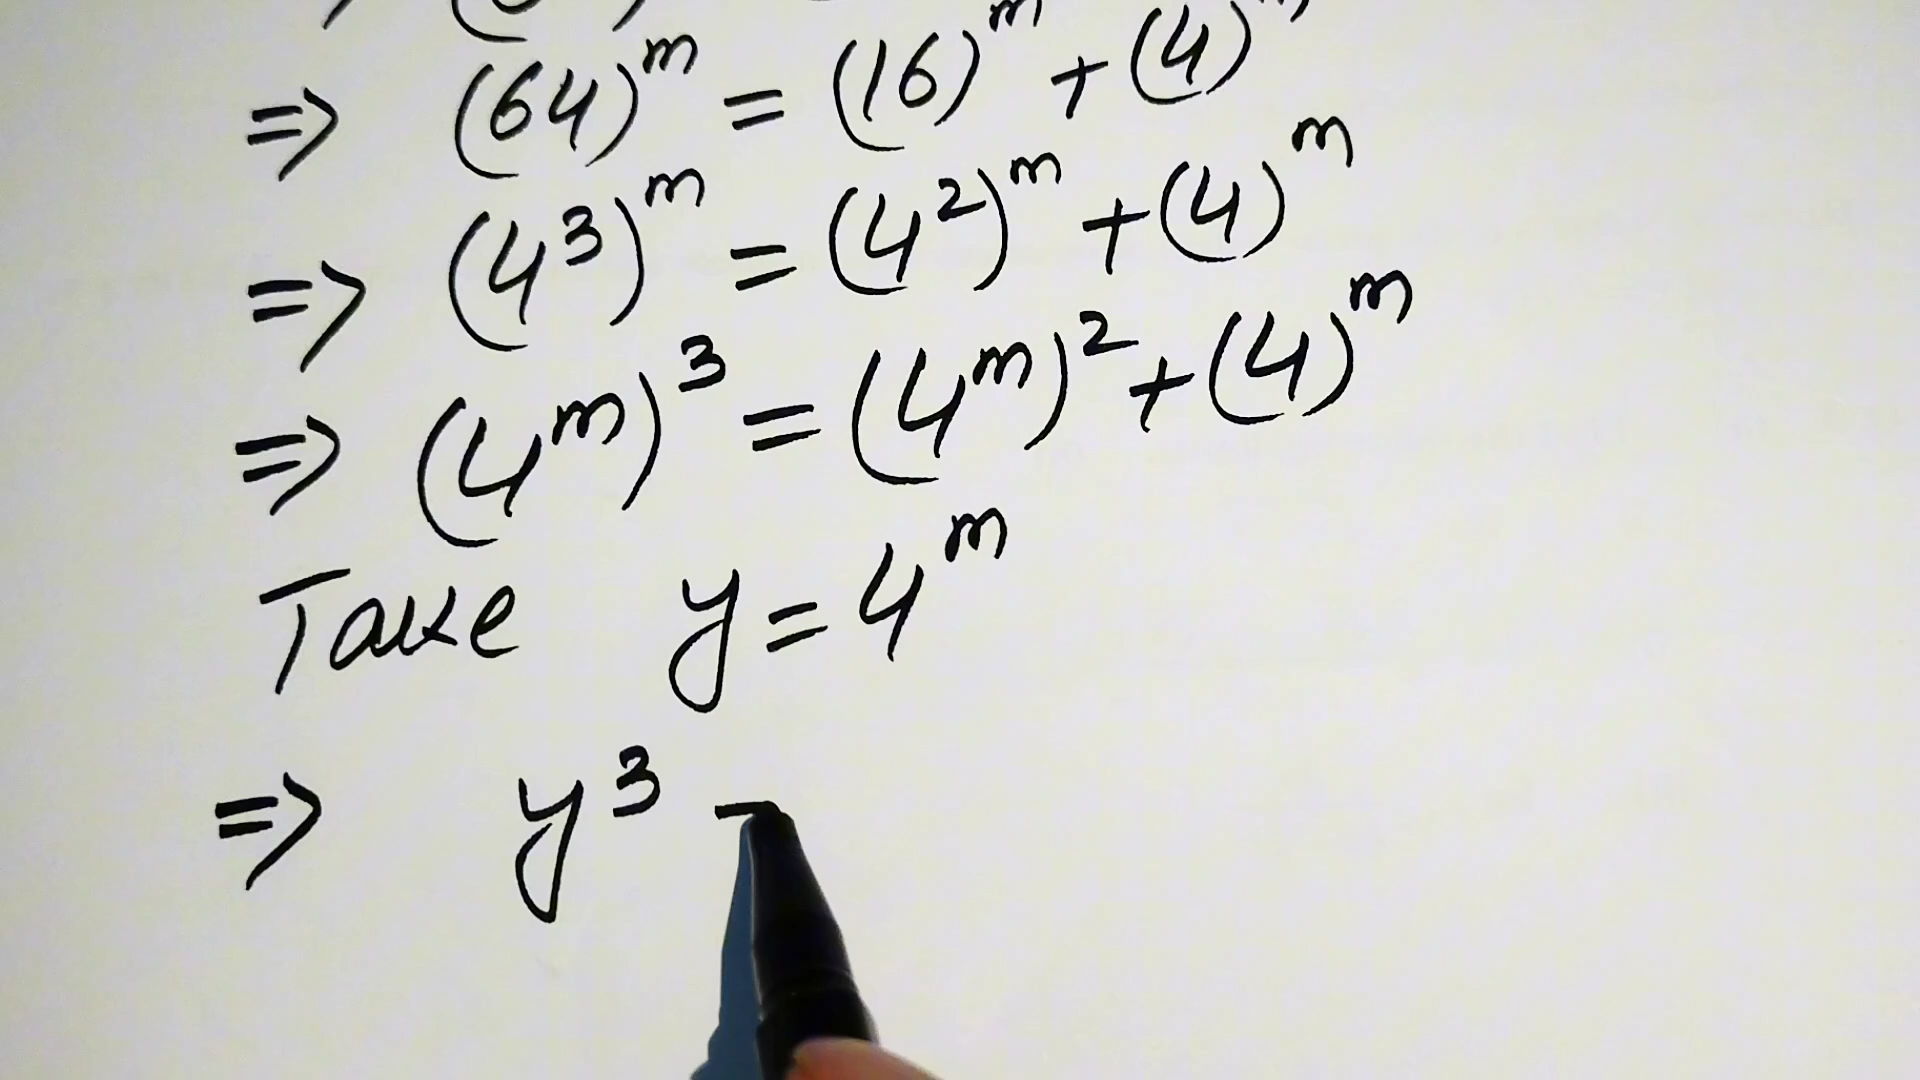 => (64)^m = (16)^m + (4)^m
=> (4^3)^m = (4^2)^m + (4)^m
=> (4^m)^3 = (4^m)^2 + (4)^m
Take y = 4^m
=> y^3 -